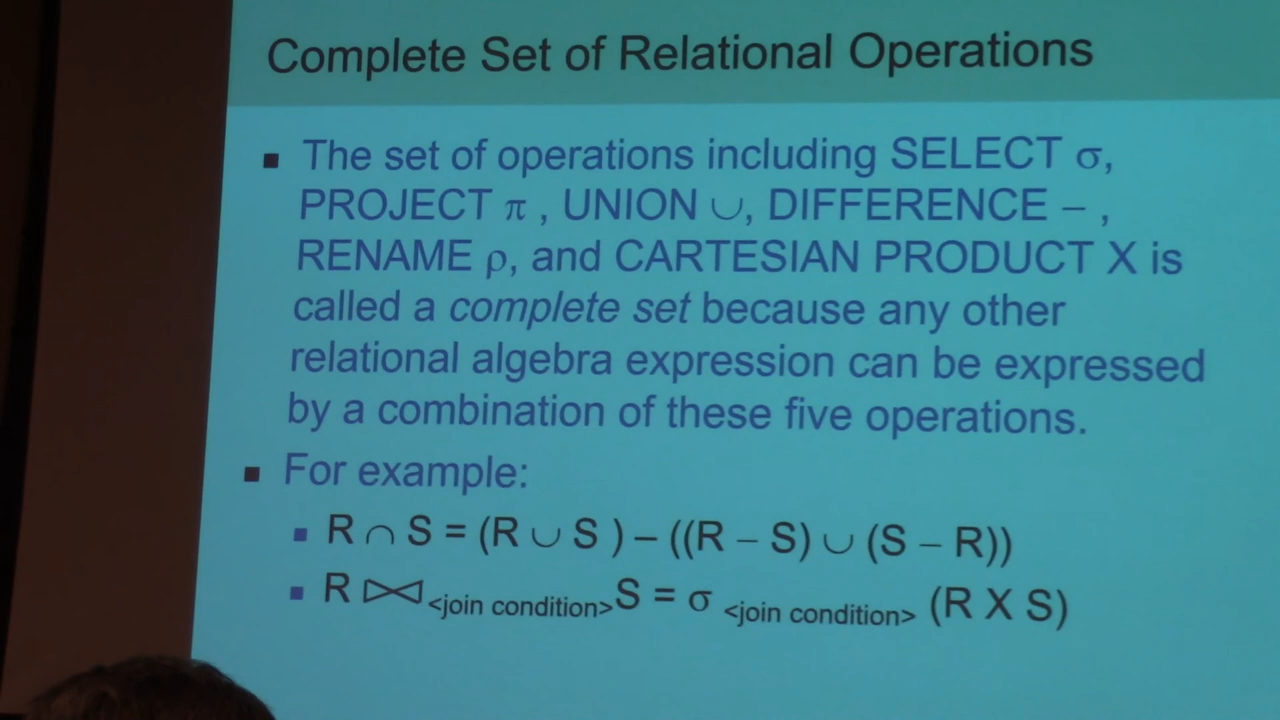 Complete Set of Relational Operations
▪ The set of operations including SELECT σ,
PROJECT π , UNION ∪, DIFFERENCE – ,
RENAME ρ, and CARTESIAN PRODUCT X is
called a complete set because any other
relational algebra expression can be expressed
by a combination of these five operations.
▪ For example:
▪ R ∩ S = (R ∪ S ) – ((R – S) ∪ (S – R))
▪ R ⋈ <join condition> S = σ <join condition> (R X S)